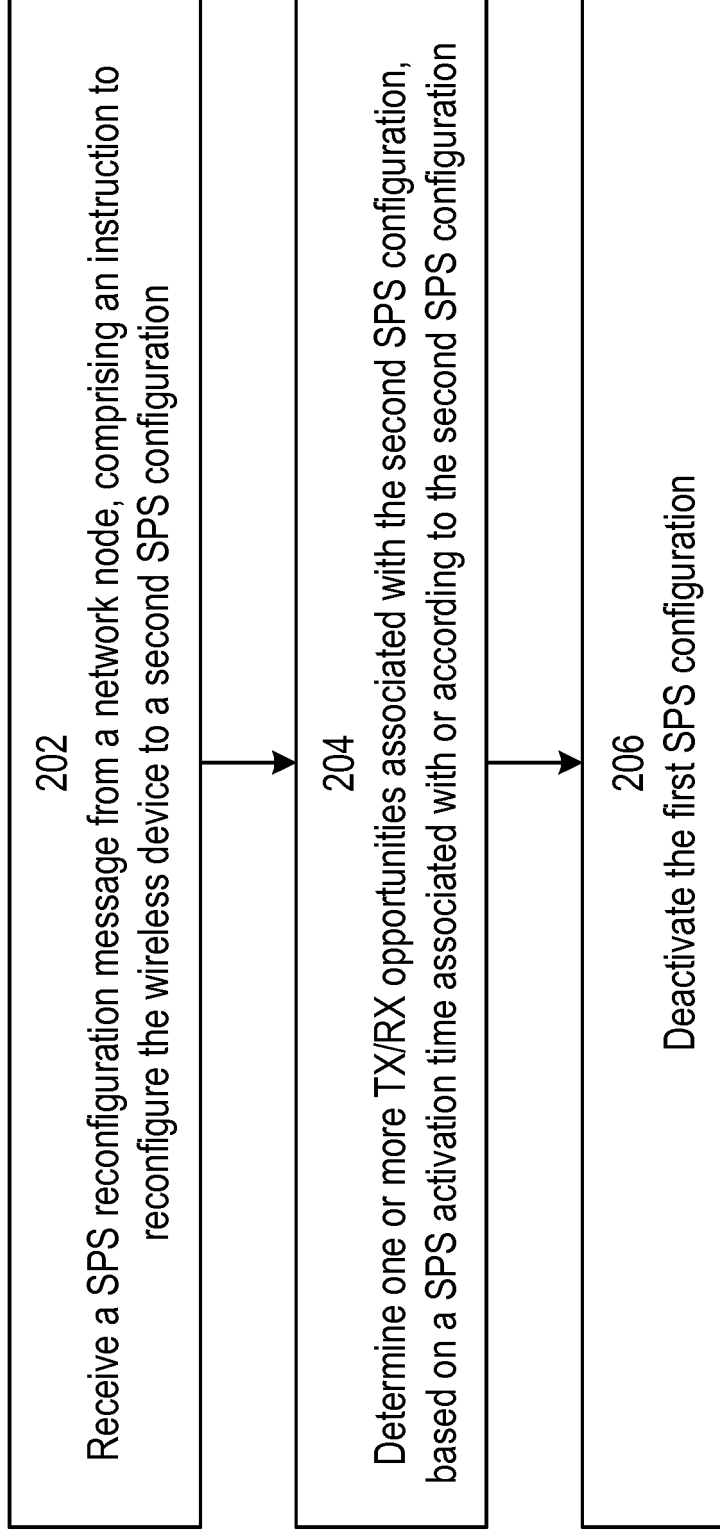 202
Receive a SPS reconfiguration message from a network node, comprising an instruction to
reconfigure the wireless device to a second SPS configuration
204
Determine one or more TX/RX opportunities associated with the second SPS configuration,
based on a SPS activation time associated with or according to the second SPS configuration
206
Deactivate the first SPS configuration